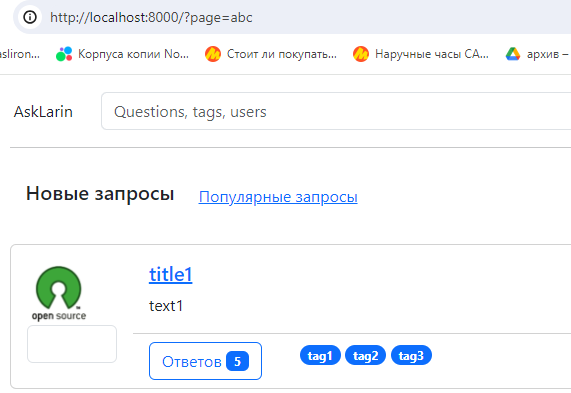 http://localhost:8000/?page=abc
asliron... Корпуса копии No... Стоит ли покупать... Наручные часы CA... архив –
AskLarin Questions, tags, users
Новые запросы Популярные запросы
title1
text1
open source
Ответов 5 tag1 tag2 tag3